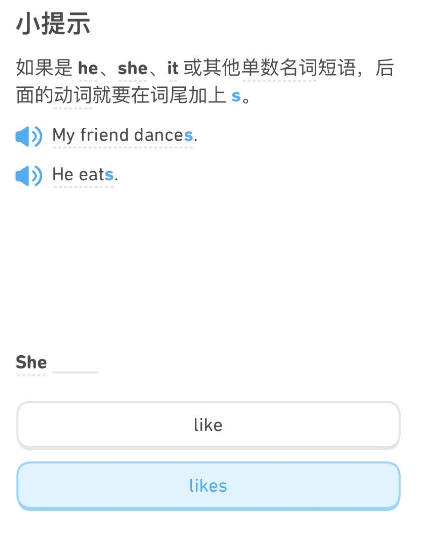 小提示
如果是 he、she、it 或其他单数名词短语，后
面的动词就要在词尾加上 s。
My friend dances.
He eats.
She ____
like
likes